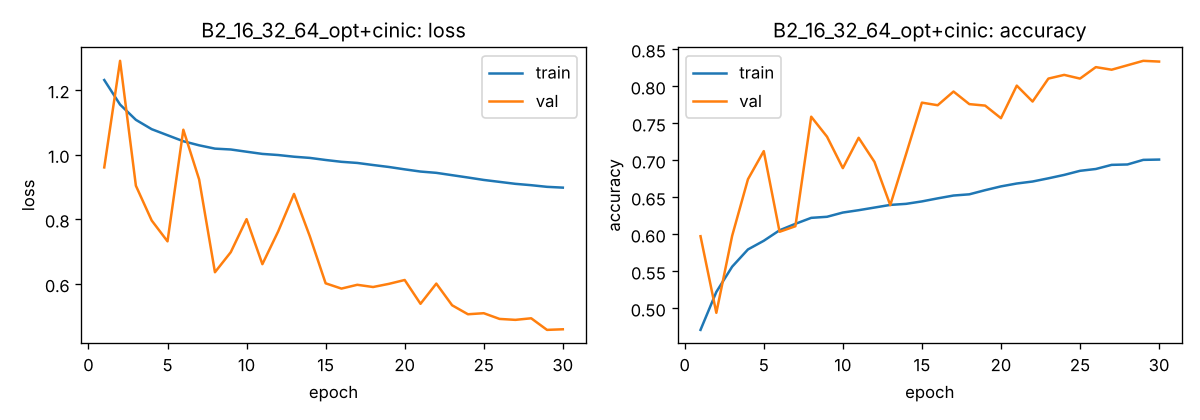 B2_16_32_64_opt+cinic: loss
train
val
1.2
1.0
0.8
0.6
loss
0 5 10 15 20 25 30
epoch
B2_16_32_64_opt+cinic: accuracy
train
val
0.85
0.80
0.75
0.70
0.65
0.60
0.55
0.50
accuracy
0 5 10 15 20 25 30
epoch